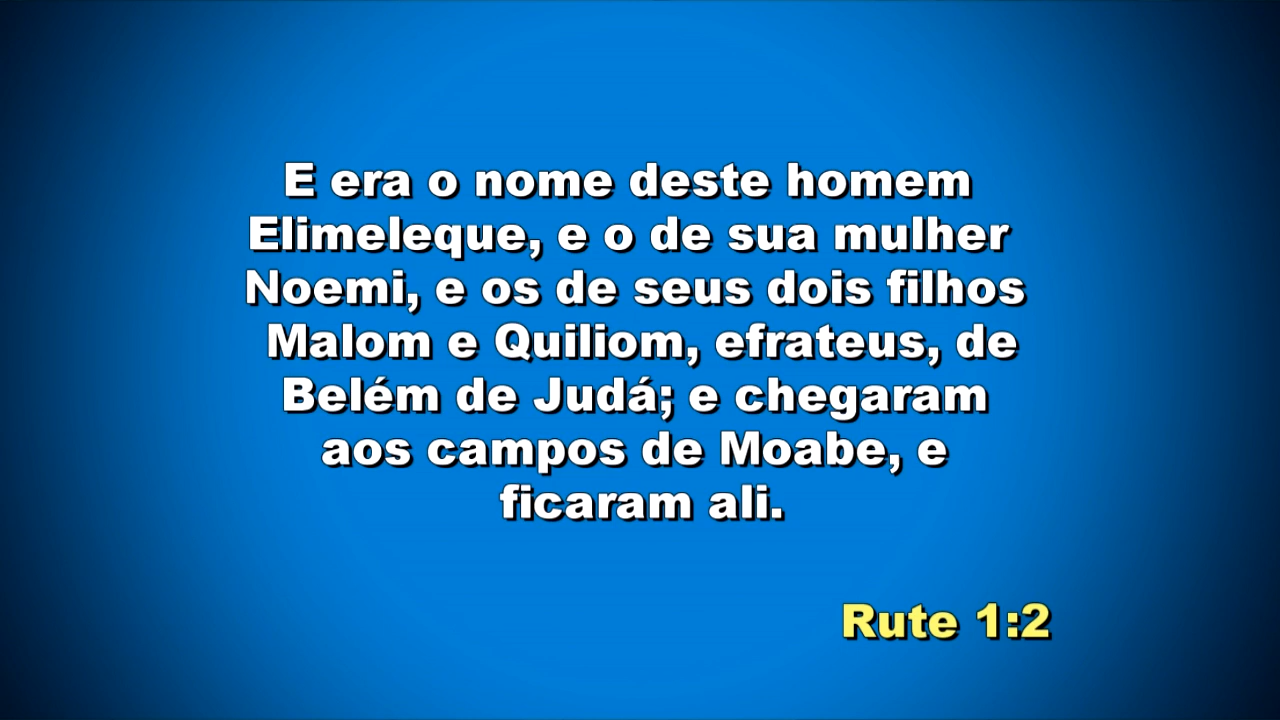 E era o nome deste homem
Elimeleque, e o de sua mulher
Noemi, e os de seus dois filhos
Malom e Quiliom, efrateus, de
Belém de Judá; e chegaram
aos campos de Moabe, e
ficaram ali.
Rute 1:2